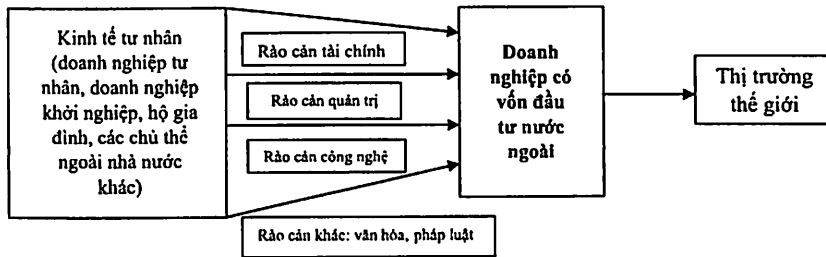 Kinh tế tư nhân
(doanh nghiệp tư
nhân, doanh nghiệp
khởi nghiệp, hộ gia
đình, các chủ thể
ngoài nhà nước
khác)
Rào cản tài chính
Rào cản quản trị
Rào cản công nghệ
Rào cản khác: văn hóa, pháp luật
Doanh
nghiệp có
vốn đầu
tư nước
ngoài
Thị trường
thế giới